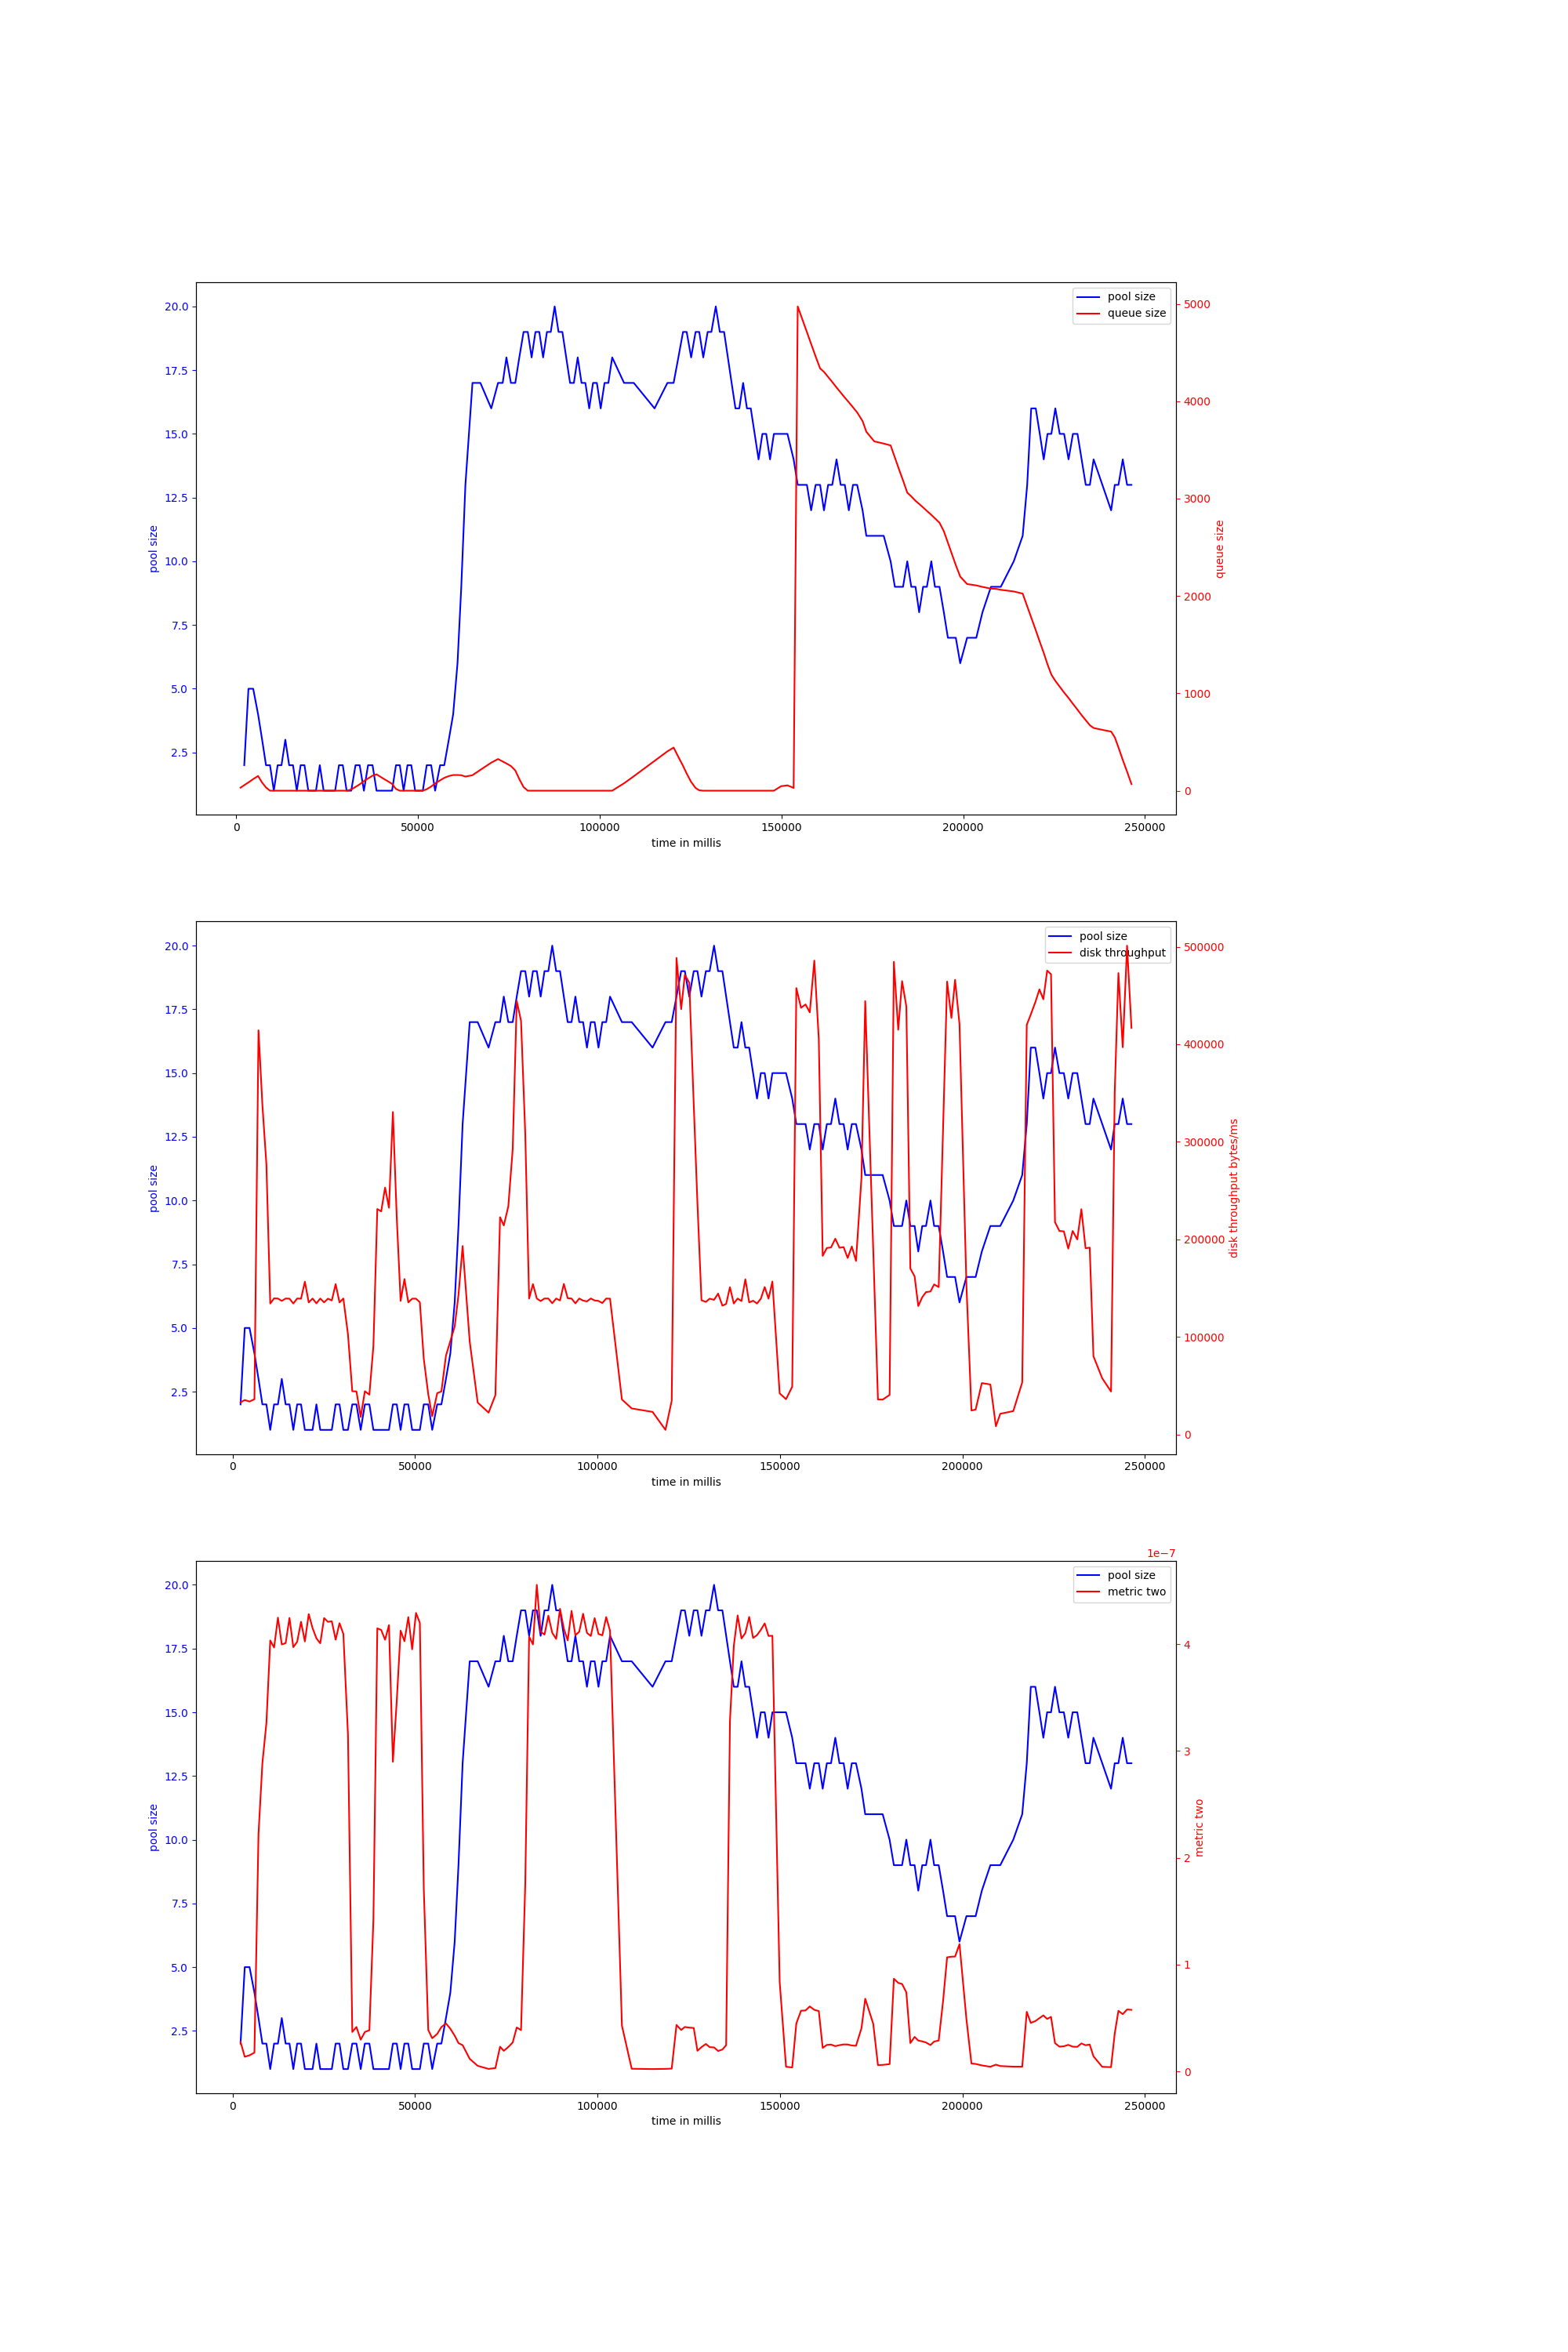 pool size
queue size
20.0
17.5
15.0
12.5
10.0
7.5
5.0
2.5
pool size
5000
4000
3000
2000
1000
0
queue size
0 50000 100000 150000 200000 250000
time in millis
pool size
disk throughput
20.0
17.5
15.0
12.5
10.0
7.5
5.0
2.5
pool size
500000
400000
300000
200000
100000
0
disk throughput bytes/ms
0 50000 100000 150000 200000 250000
time in millis
1e−7
pool size
metric two
20.0
17.5
15.0
12.5
10.0
7.5
5.0
2.5
pool size
4
3
2
1
0
metric two
0 50000 100000 150000 200000 250000
time in millis